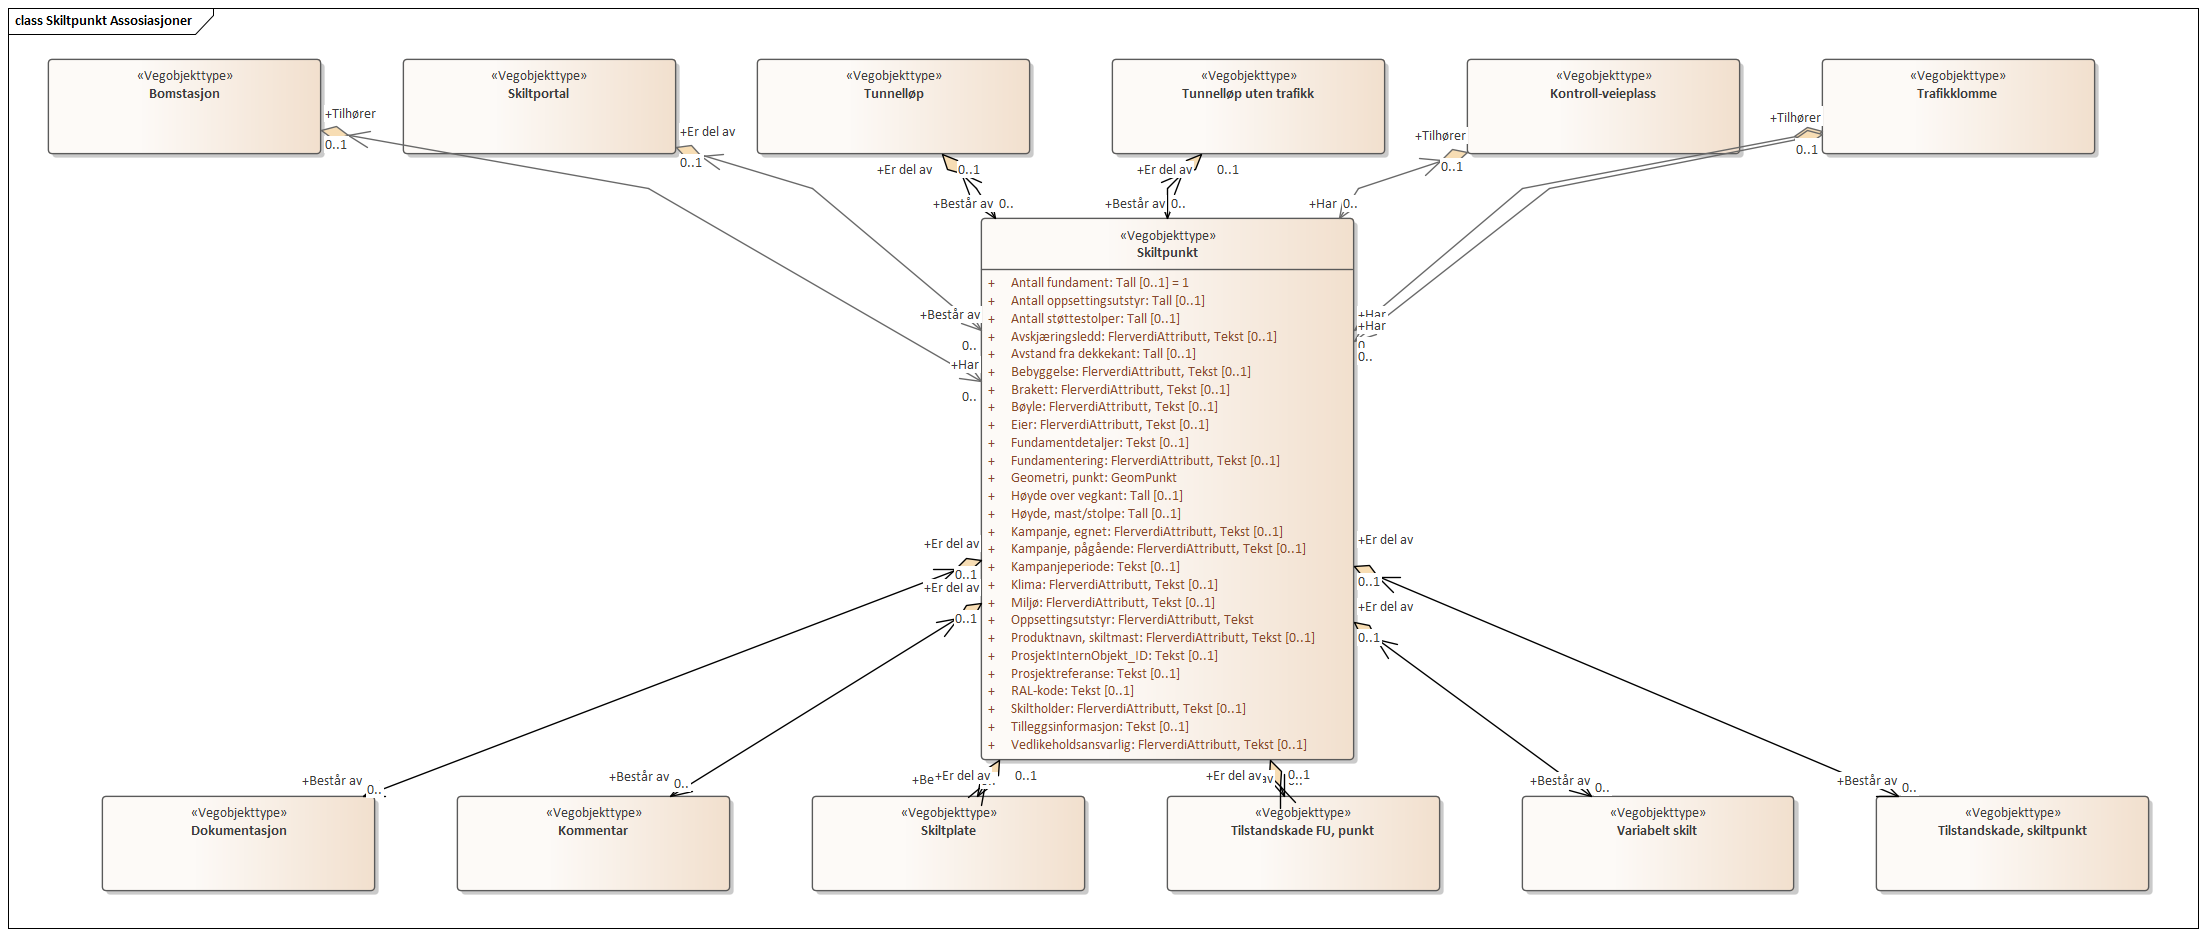 class Skiltpunkt Assosiasjoner
«Vegobjekttype»
Bomstasjon
«Vegobjekttype»
Skiltportal
«Vegobjekttype»
Tunnelløp
«Vegobjekttype»
Tunnelløp uten trafikk
«Vegobjekttype»
Kontroll-veieplass
«Vegobjekttype»
Trafikklomme
+Tilhører
0..1
+Er del av
0..1
+Er del av
0..1
+Er del av
0..1
+Tilhører
0..1
+Tilhører
0..1
+Består av 0..
+Består av 0..
+Har 0..
«Vegobjekttype»
Skiltpunkt
+ Antall fundament: Tall [0..1] = 1
+ Antall oppsettingsutstyr: Tall [0..1]
+ Antall støttestolper: Tall [0..1]
+ Avskjæringsledd: FlerverdiAttributt, Tekst [0..1]
+ Avstand fra dekkekant: Tall [0..1]
+ Bebyggelse: FlerverdiAttributt, Tekst [0..1]
+ Brakett: FlerverdiAttributt, Tekst [0..1]
+ Bøyle: FlerverdiAttributt, Tekst [0..1]
+ Eier: FlerverdiAttributt, Tekst [0..1]
+ Fundamentdetaljer: Tekst [0..1]
+ Fundamentering: FlerverdiAttributt, Tekst [0..1]
+ Geometri, punkt: GeomPunkt
+ Høyde over vegkant: Tall [0..1]
+ Høyde, mast/stolpe: Tall [0..1]
+ Kampanje, egnet: FlerverdiAttributt, Tekst [0..1]
+ Kampanje, pågående: FlerverdiAttributt, Tekst [0..1]
+ Kampanjeperiode: Tekst [0..1]
+ Klima: FlerverdiAttributt, Tekst [0..1]
+ Miljø: FlerverdiAttributt, Tekst [0..1]
+ Oppsettingsutstyr: FlerverdiAttributt, Tekst
+ Produktnavn, skiltmast: FlerverdiAttributt, Tekst [0..1]
+ ProsjektInternObjekt_ID: Tekst [0..1]
+ Prosjektreferanse: Tekst [0..1]
+ RAL-kode: Tekst [0..1]
+ Skiltholder: FlerverdiAttributt, Tekst [0..1]
+ Tilleggsinformasjon: Tekst [0..1]
+ Vedlikeholdsansvarlig: FlerverdiAttributt, Tekst [0..1]
+Består av
0..
+Har
0..
+Har
+Har
0..
+Er del av
0..1
+Er del av
0..1
+Er del av
0..1
+Er del av
0..1
+Består av
0..
+Består av
0..
+Er del av
0..1
+Er del av
0..1
+Består av
0..
+Består av
0..
«Vegobjekttype»
Dokumentasjon
«Vegobjekttype»
Kommentar
«Vegobjekttype»
Skiltplate
«Vegobjekttype»
Tilstandskade FU, punkt
«Vegobjekttype»
Variabelt skilt
«Vegobjekttype»
Tilstandskade, skiltpunkt